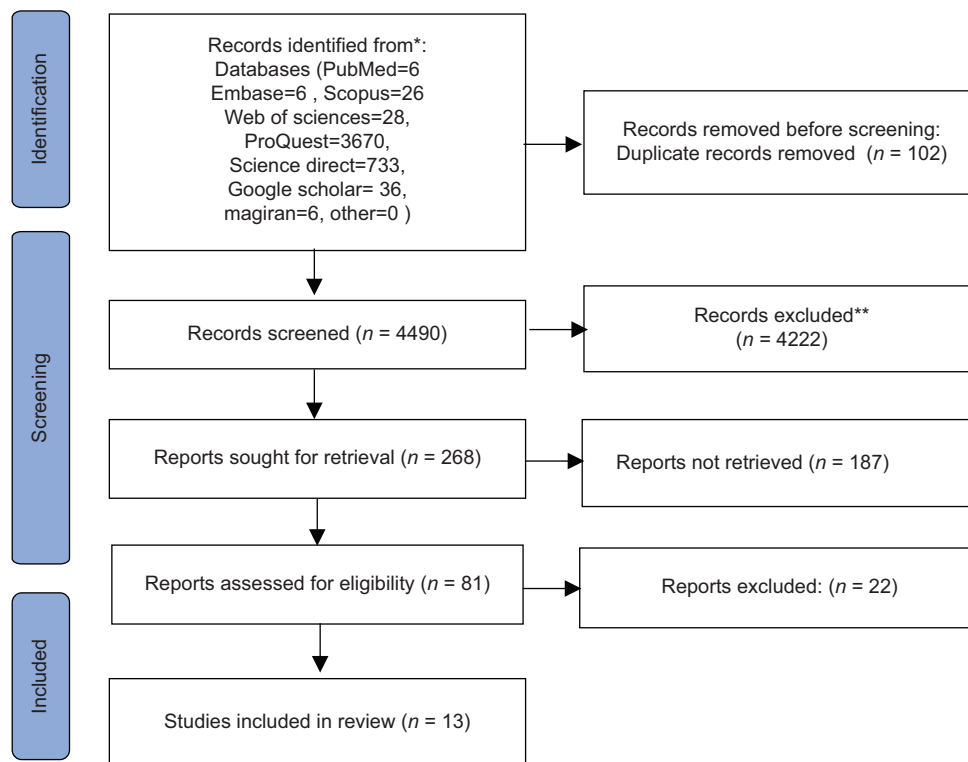 Identification
Records identified from*:
Databases (PubMed=6
Embase=6 , Scopus=26
Web of sciences=28,
ProQuest=3670,
Science direct=733,
Google scholar= 36,
magiran=6, other=0 )
Records removed before screening:
Duplicate records removed (n = 102)
Screening
Records screened (n = 4490)
Records excluded**
(n = 4222)
Reports sought for retrieval (n = 268)
Reports not retrieved (n = 187)
Reports assessed for eligibility (n = 81)
Reports excluded: (n = 22)
Included
Studies included in review (n = 13)